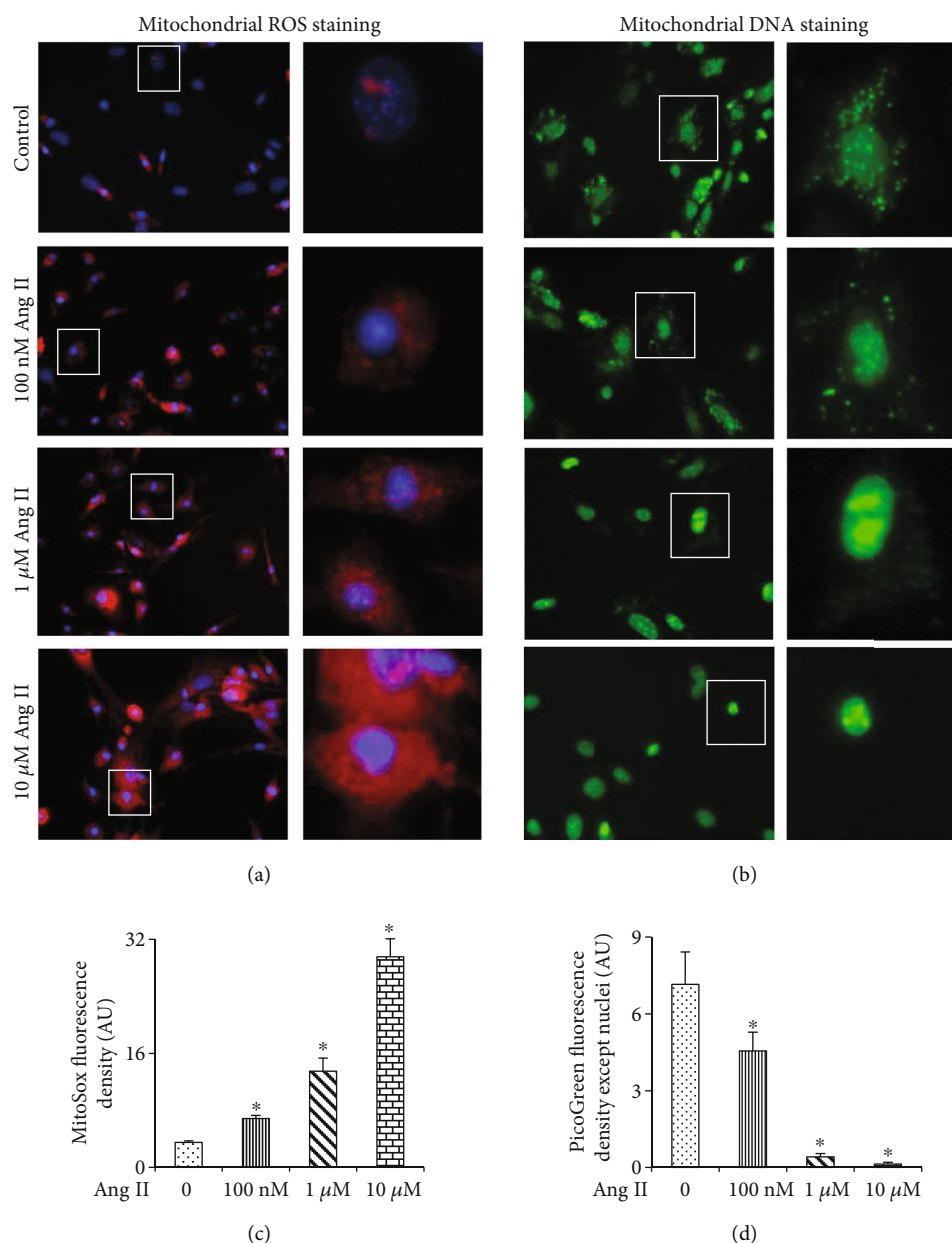 Mitochondrial ROS staining
Mitochondrial DNA staining
Control
100 nM Ang II
1 μM Ang II
10 μM Ang II
(a)
(b)
MitoSox fluorescence
density (AU)
32
16
0
*
*
*
Ang II 0 100 nM 1 μM 10 μM
(c)
PicoGreen fluorescence
density except nuclei (AU)
9
6
3
0
*
*
*
Ang II 0 100 nM 1 μM 10 μM
(d)